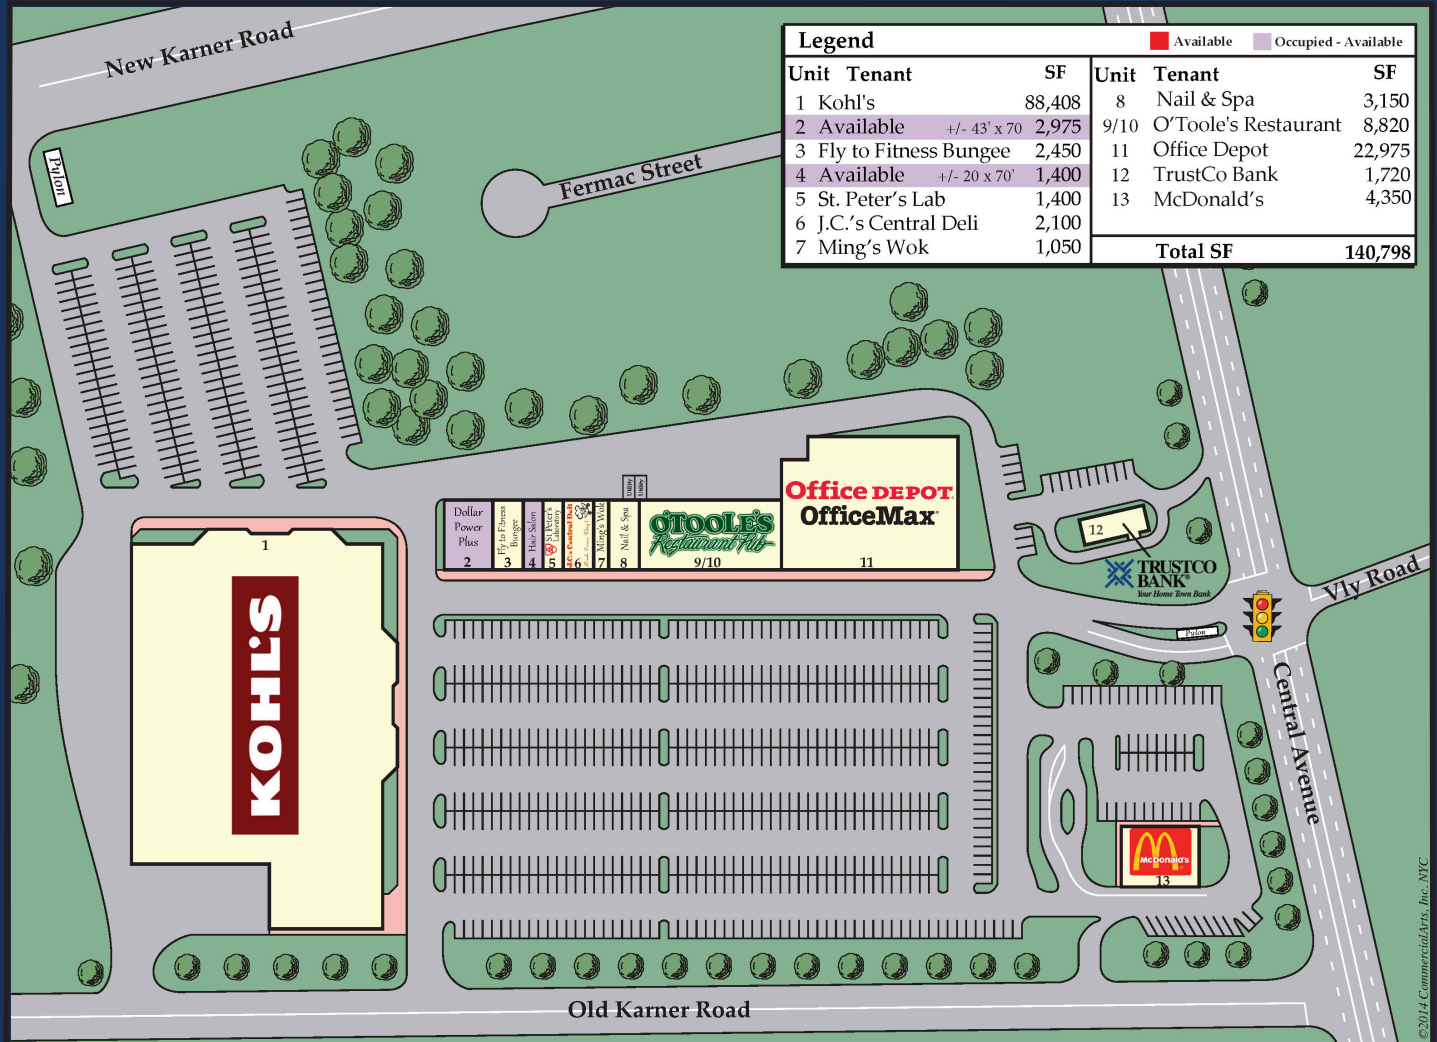 New Karner Road
Pylon
Fermac Street
Legend
Available
Occupied - Available
Unit Tenant SF
1 Kohl's 88,408
2 Available +/- 43' x 70 2,975
3 Fly to Fitness Bungee 2,450
4 Available +/- 20 x 70' 1,400
5 St. Peter's Lab 1,400
6 J.C.'s Central Deli 2,100
7 Ming's Wok 1,050
Unit Tenant SF
8 Nail & Spa 3,150
9/10 O'Toole's Restaurant 8,820
11 Office Depot 22,975
12 TrustCo Bank 1,720
13 McDonald's 4,350
Total SF 140,798
1
KOHL'S
Dollar
Power
Plus
2
Fly to Fitness
Bungee
3
Hair Salon
4
St Peter's
Laboratory
5
J.C.'s Central Deli
6
Ming's Wok
7
Nail & Spa
8
Utility
Utility
O'TOOLE'S
Restaurant Pub
9/10
Office DEPOT
OfficeMax
11
12
TRUSTCO
BANK®
Your Home Town Bank
Vly Road
Pylon
Central Avenue
McDonald's
13
Old Karner Road
©2014 CommercialArts, Inc. NYC